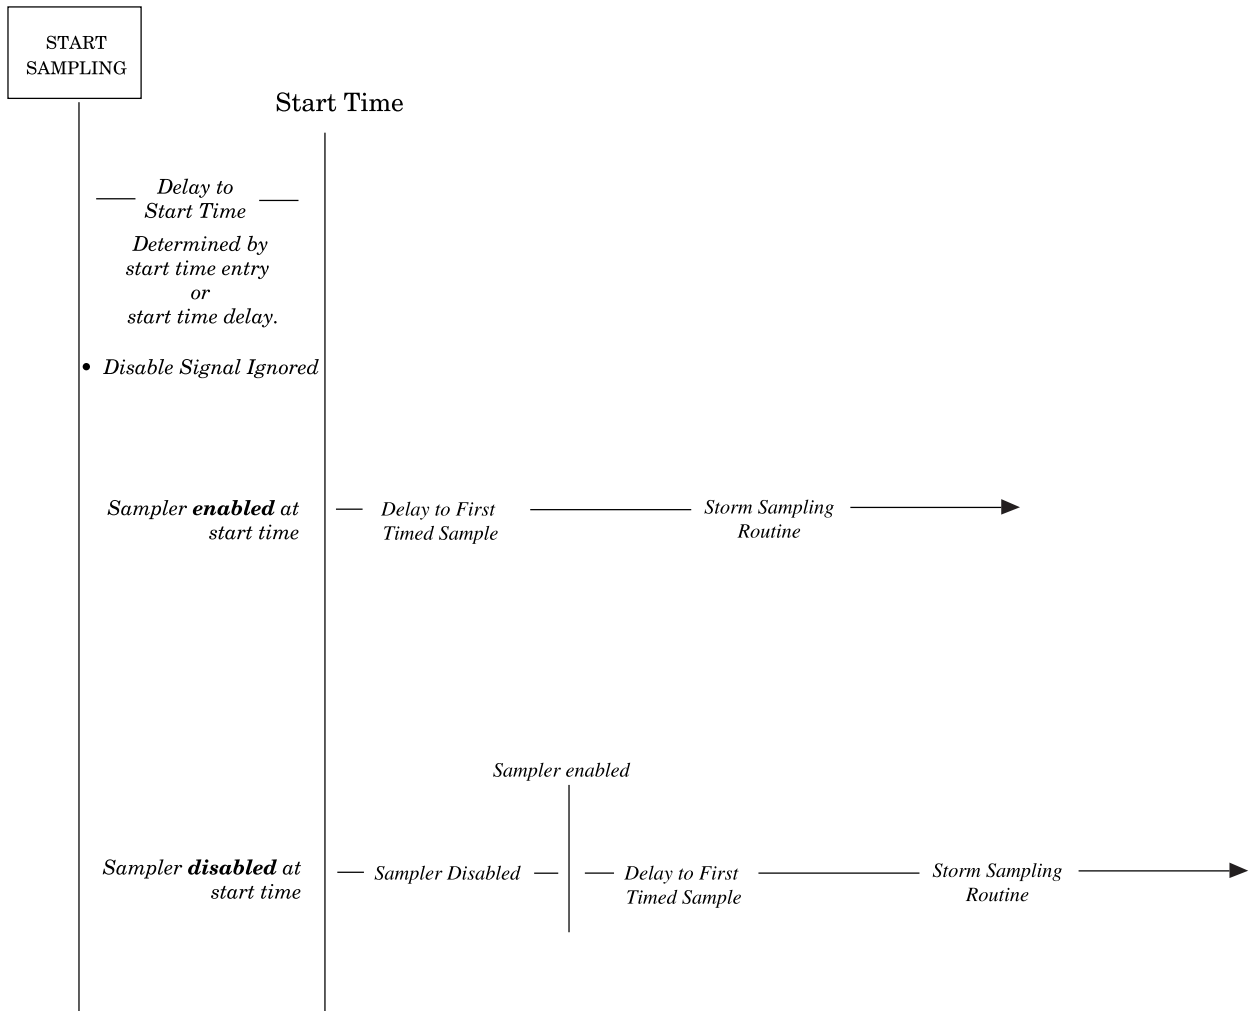 START
SAMPLING
Start Time
Delay to
Start Time
Determined by
start time entry
or
start time delay.
• Disable Signal Ignored
Sampler enabled at
start time
Delay to First
Timed Sample
Storm Sampling
Routine
Sampler enabled
Sampler disabled at
start time
Sampler Disabled
Delay to First
Timed Sample
Storm Sampling
Routine